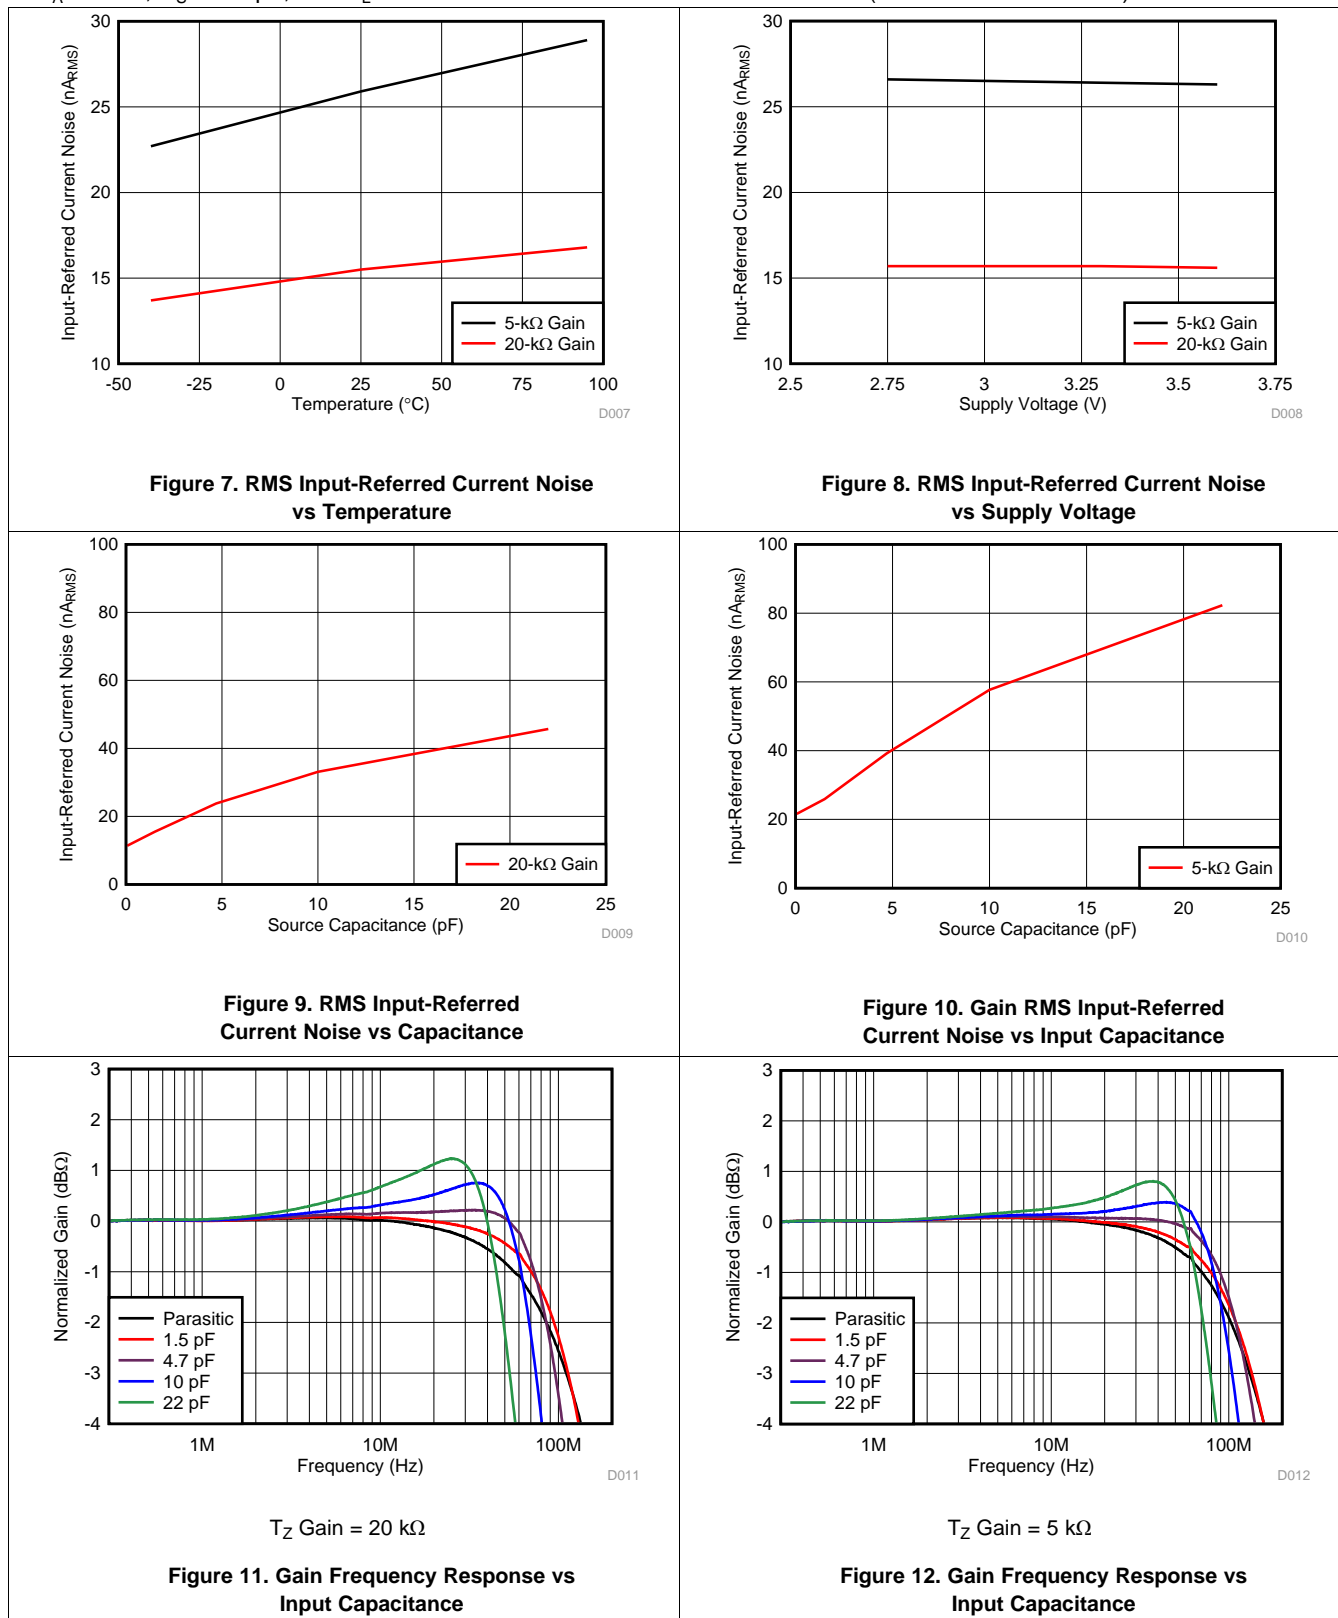 30
25
20
15
10
Input-Referred Current Noise (nARMS)
5-kΩ Gain
20-kΩ Gain
-50 -25 0 25 50 75 100
Temperature (°C)
D007
Figure 7. RMS Input-Referred Current Noise
vs Temperature
30
25
20
15
10
Input-Referred Current Noise (nARMS)
5-kΩ Gain
20-kΩ Gain
2.5 2.75 3 3.25 3.5 3.75
Supply Voltage (V)
D008
Figure 8. RMS Input-Referred Current Noise
vs Supply Voltage
100
80
60
40
20
0
Input-Referred Current Noise (nARMS)
20-kΩ Gain
0 5 10 15 20 25
Source Capacitance (pF)
D009
Figure 9. RMS Input-Referred
Current Noise vs Capacitance
100
80
60
40
20
0
Input-Referred Current Noise (nARMS)
5-kΩ Gain
0 5 10 15 20 25
Source Capacitance (pF)
D010
Figure 10. Gain RMS Input-Referred
Current Noise vs Input Capacitance
3
2
1
0
-1
-2
-3
-4
Normalized Gain (dBΩ)
Parasitic
1.5 pF
4.7 pF
10 pF
22 pF
1M 10M 100M
Frequency (Hz)
D011
TZ Gain = 20 kΩ
Figure 11. Gain Frequency Response vs
Input Capacitance
3
2
1
0
-1
-2
-3
-4
Normalized Gain (dBΩ)
Parasitic
1.5 pF
4.7 pF
10 pF
22 pF
1M 10M 100M
Frequency (Hz)
D012
TZ Gain = 5 kΩ
Figure 12. Gain Frequency Response vs
Input Capacitance